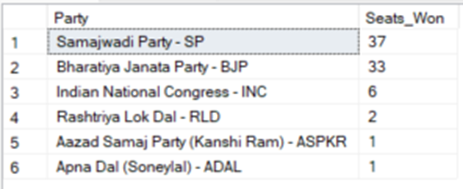 Party Seats_Won
1 Samajwadi Party - SP 37
2 Bharatiya Janata Party - BJP 33
3 Indian National Congress - INC 6
4 Rashtriya Lok Dal - RLD 2
5 Aazad Samaj Party (Kanshi Ram) - ASPKR 1
6 Apna Dal (Soneylal) - ADAL 1